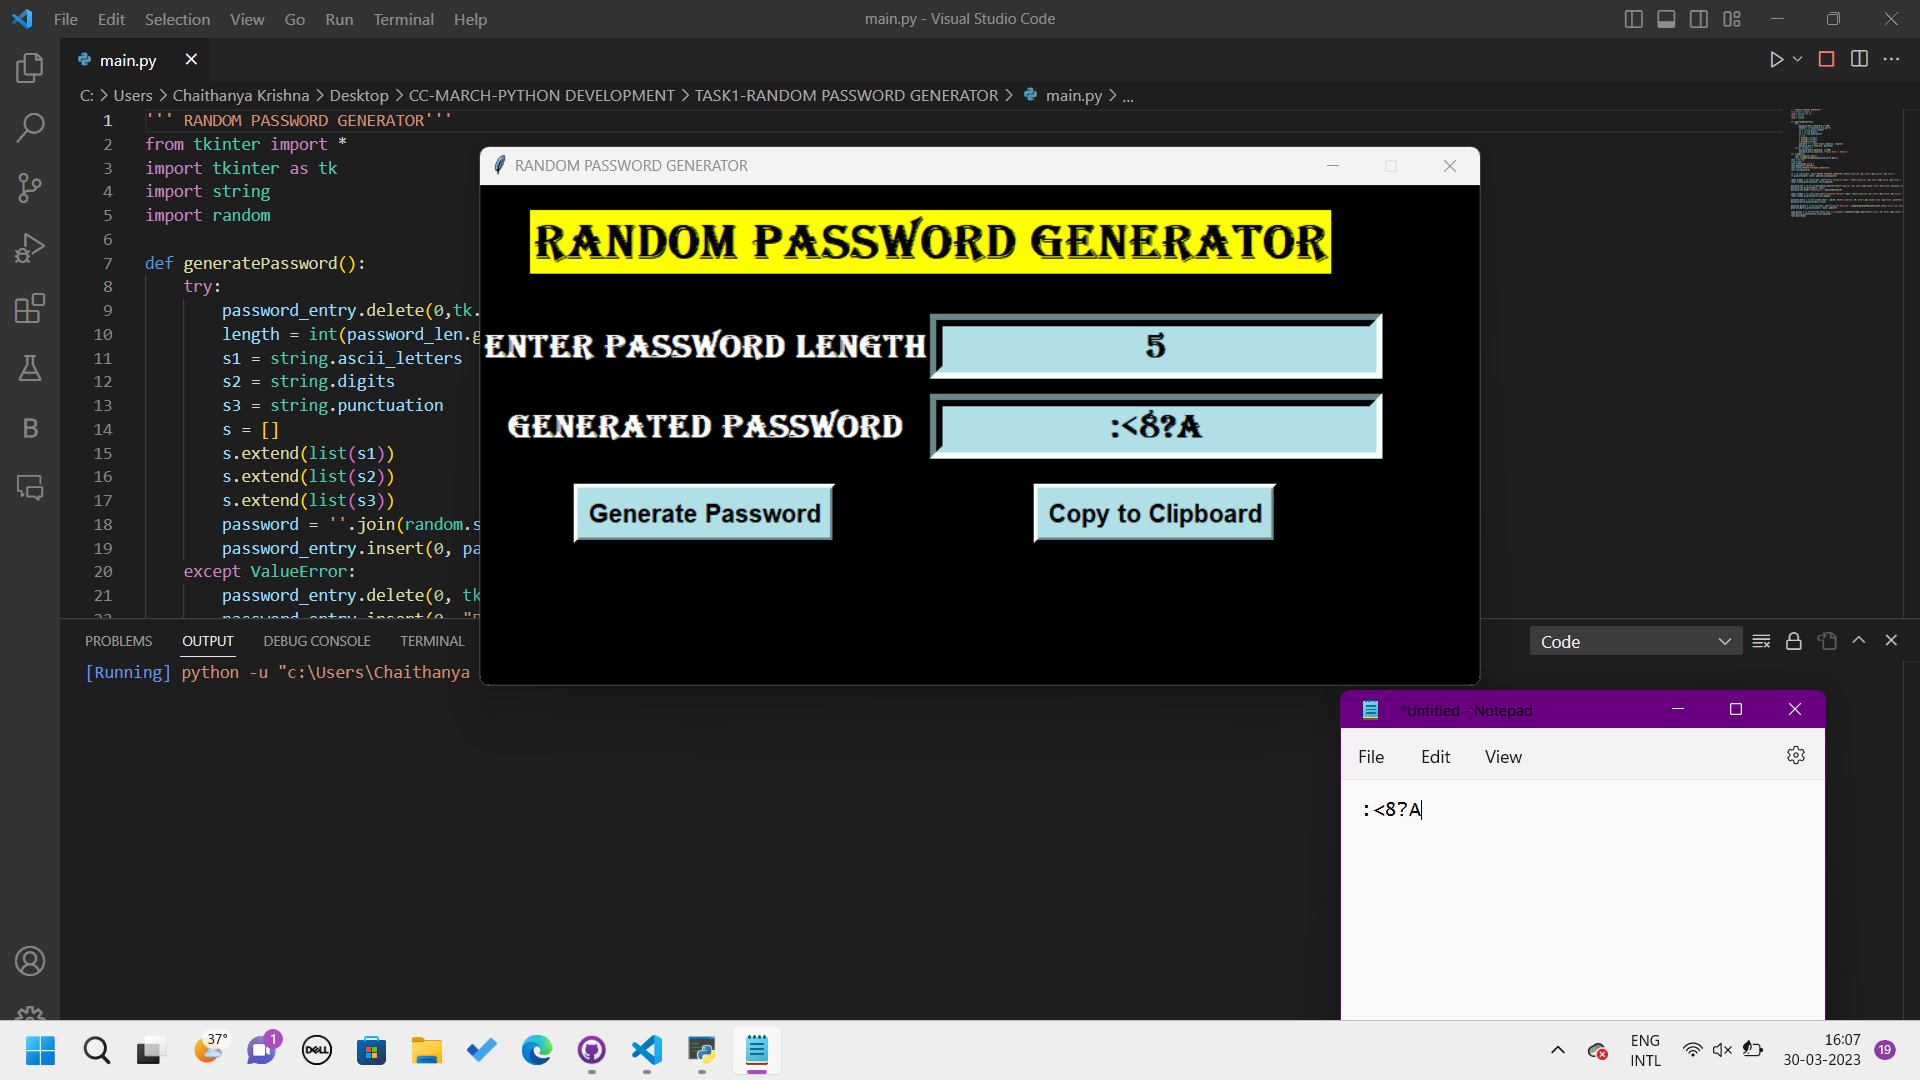 File Edit Selection View Go Run Terminal Help
main.py - Visual Studio Code
main.py
C: > Users > Chaithanya Krishna > Desktop > CC-MARCH-PYTHON DEVELOPMENT > TASK1-RANDOM PASSWORD GENERATOR > main.py > ...
1 ''' RANDOM PASSWORD GENERATOR'''
2 from tkinter import *
3 import tkinter as tk
4 import string
5 import random
6
7 def generatePassword():
8 try:
9 password_entry.delete(0,tk.
10 length = int(password_len.g
11 s1 = string.ascii_letters
12 s2 = string.digits
13 s3 = string.punctuation
14 s = []
15 s.extend(list(s1))
16 s.extend(list(s2))
17 s.extend(list(s3))
18 password = ''.join(random.s
19 password_entry.insert(0, pa
20 except ValueError:
21 password_entry.delete(0, tk
RANDOM PASSWORD GENERATOR
RANDOM PASSWORD GENERATOR
ENTER PASSWORD LENGTH 5
GENERATED PASSWORD :<8?A
Generate Password Copy to Clipboard
PROBLEMS OUTPUT DEBUG CONSOLE TERMINAL
Code
[Running] python -u "c:\Users\Chaithanya
*Untitled - Notepad
File Edit View
:<8?A
37°
1
DELL
ENG
INTL
16:07
30-03-2023
19